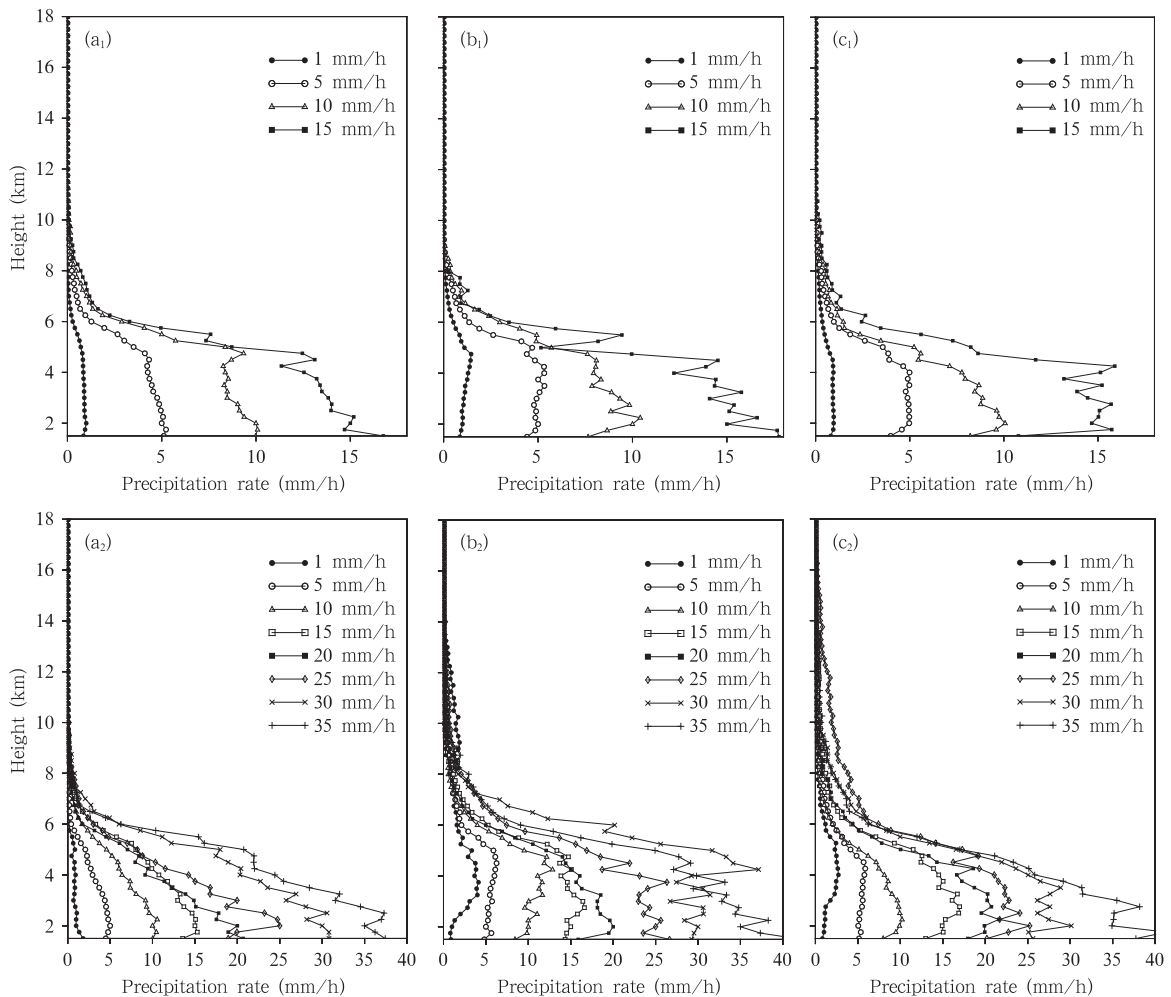 (a₁)
1 mm/h
5 mm/h
10 mm/h
15 mm/h
18
16
14
12
10
8
6
4
2
Height (km)
0 5 10 15
Precipitation rate (mm/h)
(b₁)
1 mm/h
5 mm/h
10 mm/h
15 mm/h
0 5 10 15
Precipitation rate (mm/h)
(c₁)
1 mm/h
5 mm/h
10 mm/h
15 mm/h
0 5 10 15
Precipitation rate (mm/h)
(a₂)
1 mm/h
5 mm/h
10 mm/h
15 mm/h
20 mm/h
25 mm/h
30 mm/h
35 mm/h
18
16
14
12
10
8
6
4
2
Height (km)
0 5 10 15 20 25 30 35 40
Precipitation rate (mm/h)
(b₂)
1 mm/h
5 mm/h
10 mm/h
15 mm/h
20 mm/h
25 mm/h
30 mm/h
35 mm/h
0 5 10 15 20 25 30 35 40
Precipitation rate (mm/h)
(c₂)
1 mm/h
5 mm/h
10 mm/h
15 mm/h
20 mm/h
25 mm/h
30 mm/h
35 mm/h
0 5 10 15 20 25 30 35 40
Precipitation rate (mm/h)